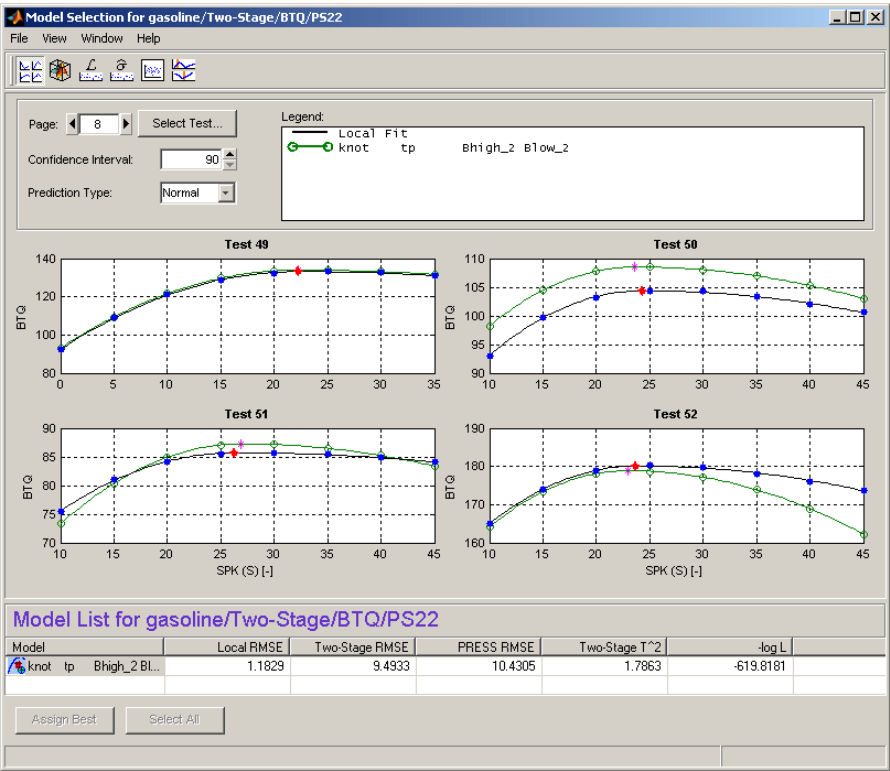 Model Selection for gasoline/Two-Stage/BTQ/PS22
File View Window Help
Page: 8 Select Test...
Confidence Interval: 90
Prediction Type: Normal
Legend:
Local Fit
knot tp Bhigh_2 Blow_2
Test 49
140
120
100
80
BTQ
0 5 10 15 20 25 30 35
Test 50
110
105
100
95
90
BTQ
10 15 20 25 30 35 40 45
Test 51
90
85
80
75
70
BTQ
10 15 20 25 30 35 40 45
SPK (S) [-]
Test 52
190
180
170
160
BTQ
10 15 20 25 30 35 40 45
SPK (S) [-]
Model List for gasoline/Two-Stage/BTQ/PS22
Model Local RMSE Two-Stage RMSE PRESS RMSE Two-Stage T^2 -log L
knot tp Bhigh_2 Bl... 1.1829 9.4933 10.4305 1.7863 -619.8181
Assign Best Select All